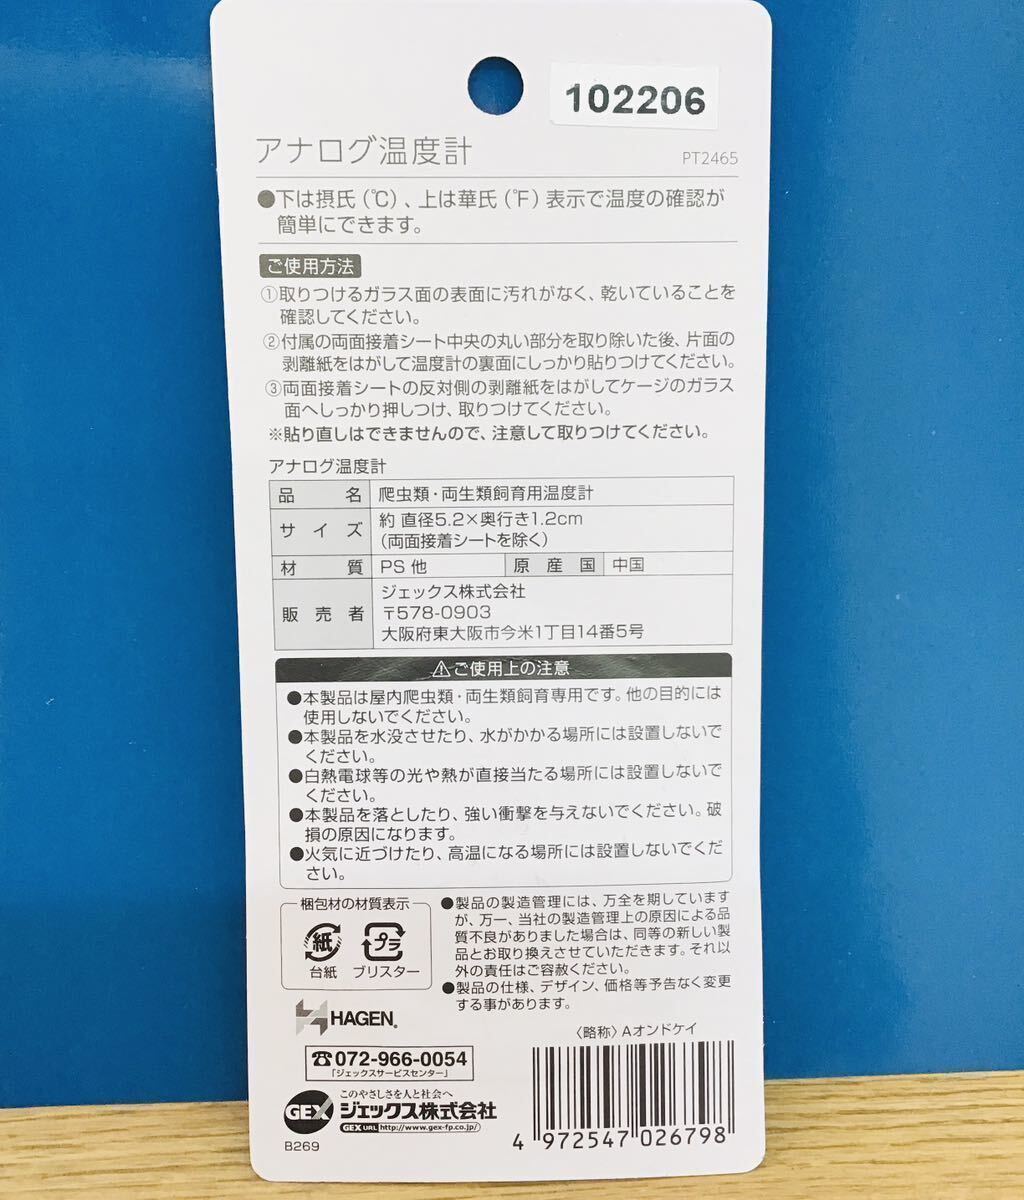 102206
アナログ温度計
PT2465
●下は摂氏(℃)、上は華氏(℉)表示で温度の確認が
簡単にできます。
ご使用方法
①取りつけるガラス面の表面に汚れがなく、乾いていることを
確認してください。
②付属の両面接着シート中央の丸い部分を取り除いた後、片面の
剥離紙をはがして温度計の裏面にしっかり貼りつけてください。
③両面接着シートの反対側の剥離紙をはがしてケージのガラス
面へしっかり押しつけ、取りつけてください。
※貼り直しはできませんので、注意して取りつけてください。
アナログ温度計
品名 爬虫類・両生類飼育用温度計
サイズ 約 直径5.2×奥行き1.2cm
(両面接着シートを除く)
材質 PS 他 原産国 中国
販売者 ジェックス株式会社
〒578-0903
大阪府東大阪市今米1丁目14番5号
⚠ご使用上の注意
●本製品は屋内爬虫類・両生類飼育専用です。他の目的には
使用しないでください。
●本製品を水没させたり、水がかかる場所には設置しないで
ください。
●白熱電球等の光や熱が直接当たる場所には設置しないで
ください。
●本製品を落としたり、強い衝撃を与えないでください。破
損の原因になります。
●火気に近づけたり、高温になる場所には設置しないでくだ
さい。
梱包材の材質表示
紙 プラ
台紙 ブリスター
●製品の製造管理には、万全を期しています
が、万一、当社の製造管理上の原因による品
質不良がありました場合は、同等の新しい製
品とお取り換えさせていただきます。それ以
外の責任はご容赦ください。
●製品の仕様、デザイン、価格等予告なく変更
する事があります。
HAGEN®
〈略称〉Aオンドケイ
☎072-966-0054
「ジェックスサービスセンター」
このやさしさを人と社会へ
GEX ジェックス株式会社
GEX URL http://www.gex-fp.co.jp/
B269
4 972547 026798